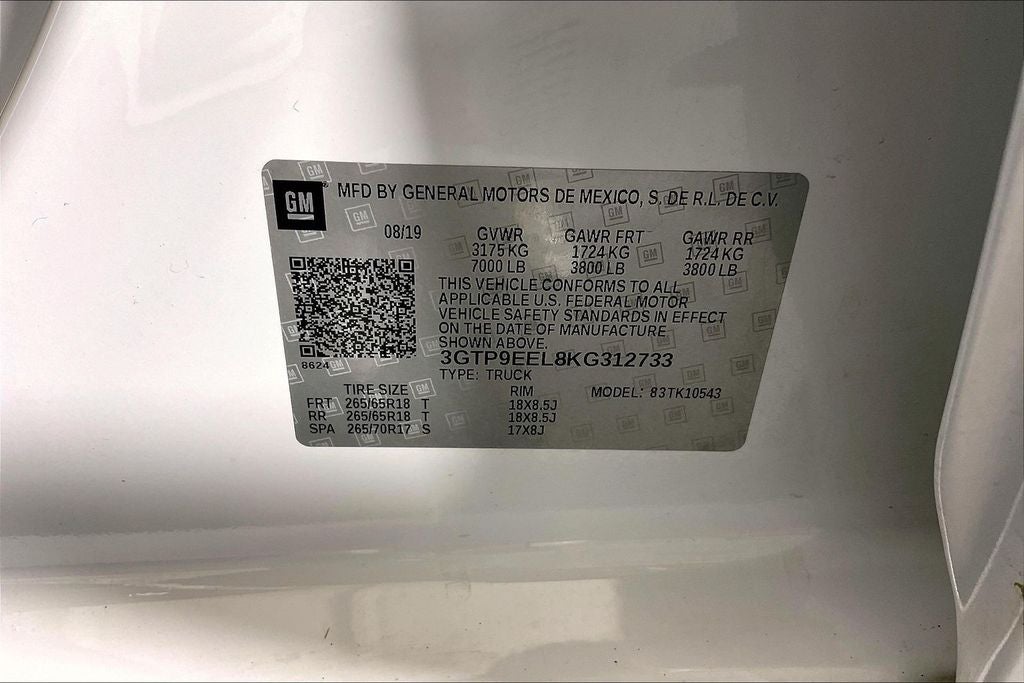 GM MFD BY GENERAL MOTORS DE MEXICO, S. DE R.L. DE C.V.
08/19 GVWR GAWR FRT GAWR RR
3175 KG 1724 KG 1724 KG
7000 LB 3800 LB 3800 LB
THIS VEHICLE CONFORMS TO ALL
APPLICABLE U.S. FEDERAL MOTOR
VEHICLE SAFETY STANDARDS IN EFFECT
ON THE DATE OF MANUFACTURE
SHOWN ABOVE.
3GTP9EEL8KG312733
8624
TYPE: TRUCK
TIRE SIZE RIM MODEL: 83TK10543
FRT 265/65R18 T 18X8.5J
RR 265/65R18 T 18X8.5J
SPA 265/70R17 S 17X8J